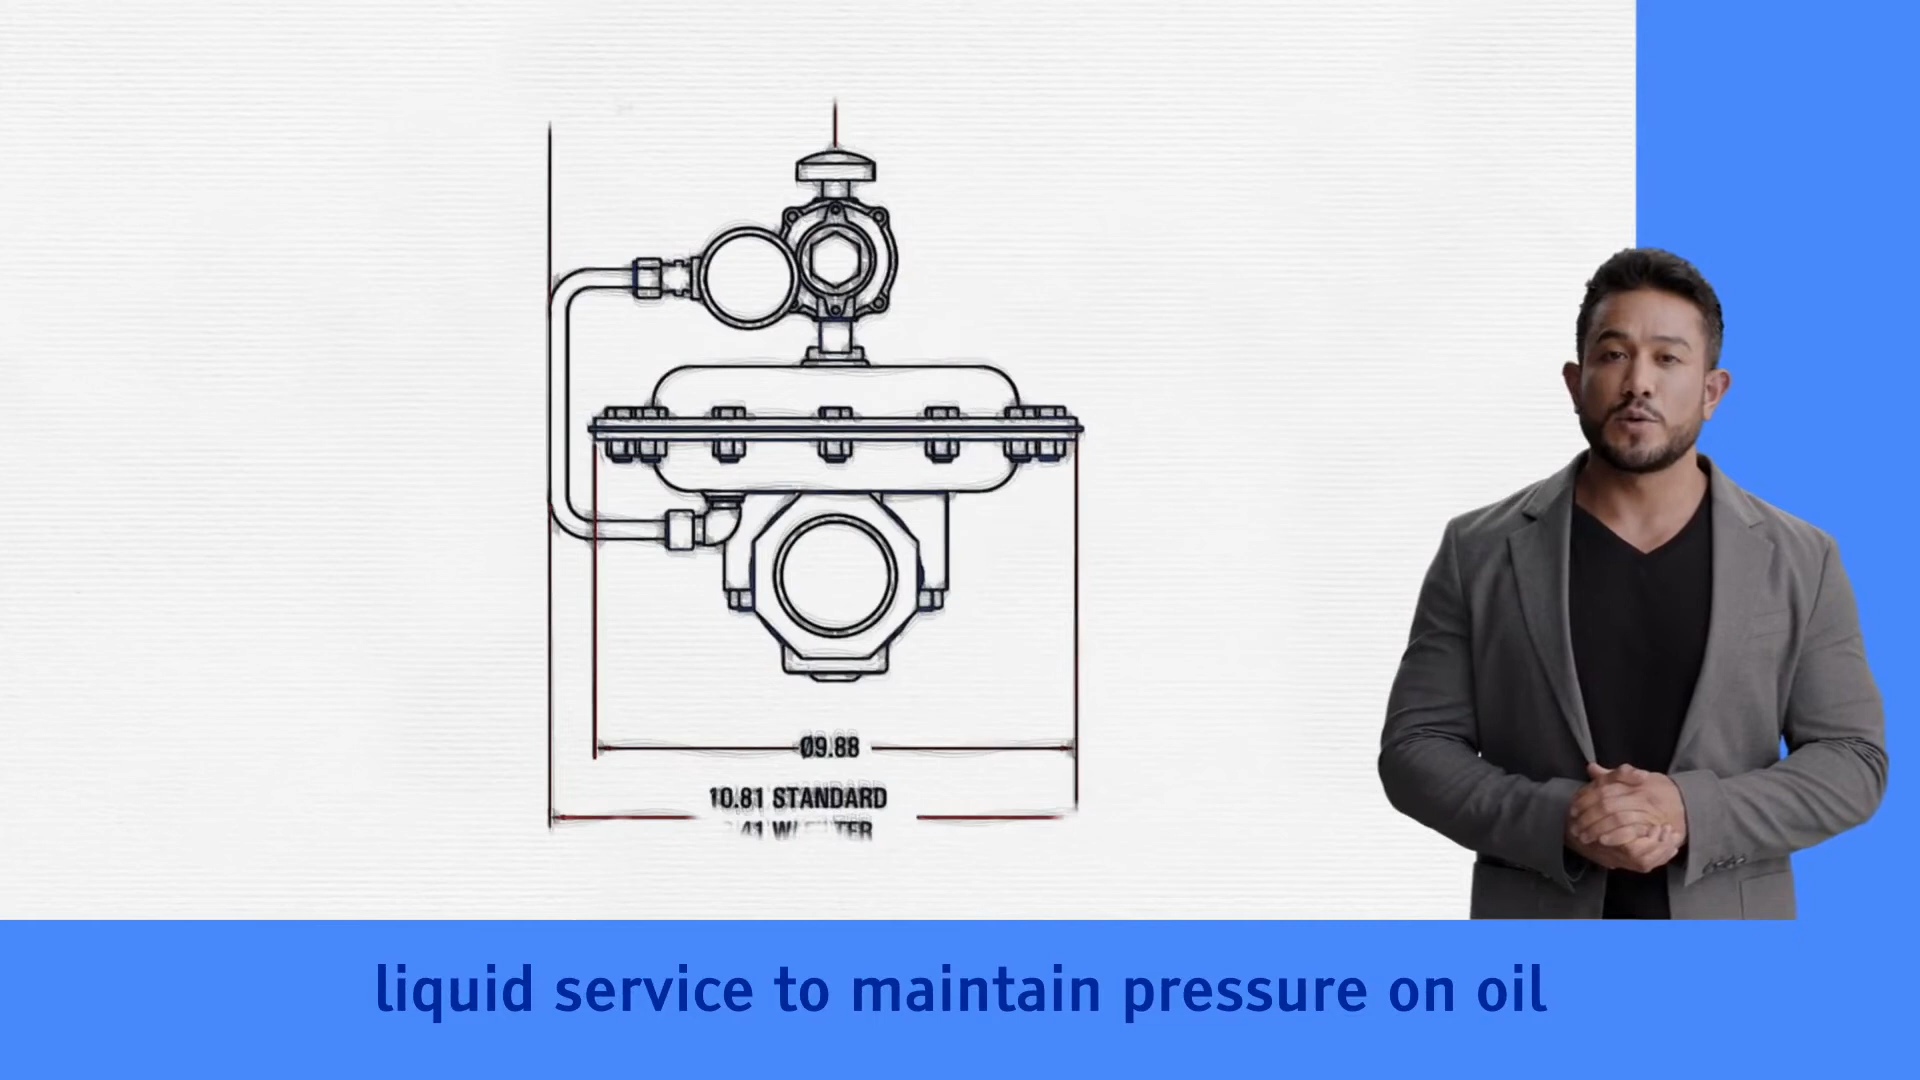 Ø9.88
10.81 STANDARD
liquid service to maintain pressure on oil